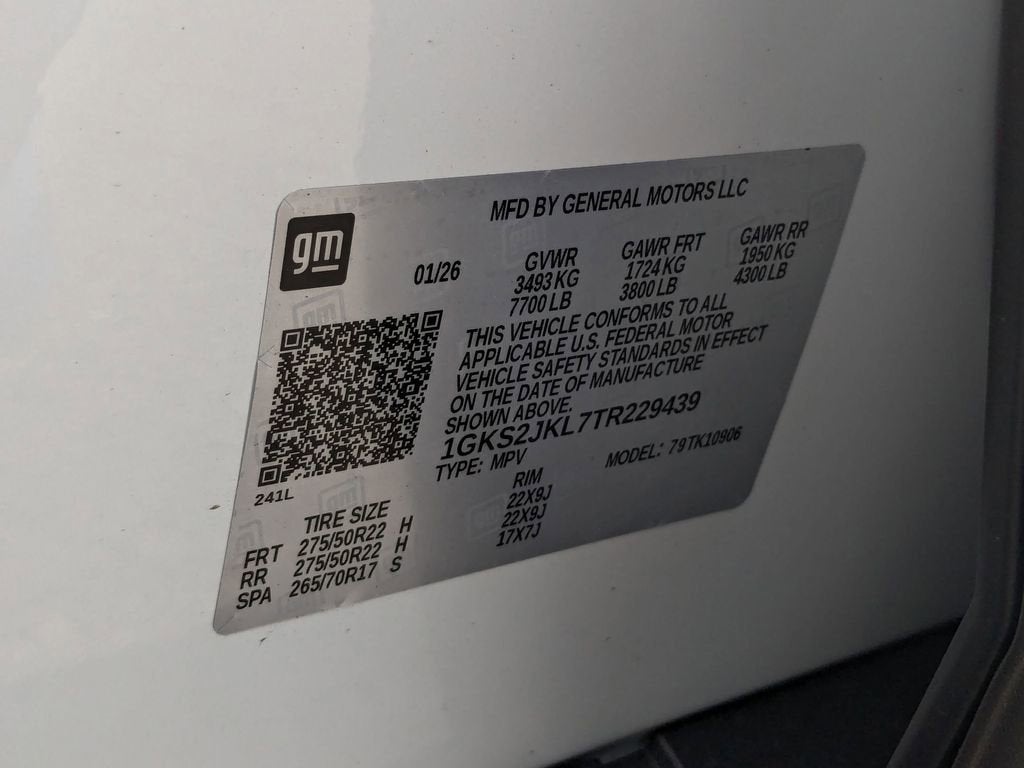 gm
MFD BY GENERAL MOTORS LLC
01/26
GVWR GAWR FRT GAWR RR
3493 KG 1724 KG 1950 KG
7700 LB 3800 LB 4300 LB
THIS VEHICLE CONFORMS TO ALL
APPLICABLE U.S. FEDERAL MOTOR
VEHICLE SAFETY STANDARDS IN EFFECT
ON THE DATE OF MANUFACTURE
SHOWN ABOVE.
1GKS2JKL7TR229439
TYPE: MPV MODEL: 79TK10906
241L
TIRE SIZE RIM
FRT 275/50R22 H 22X9J
RR 275/50R22 H 22X9J
SPA 265/70R17 S 17X7J